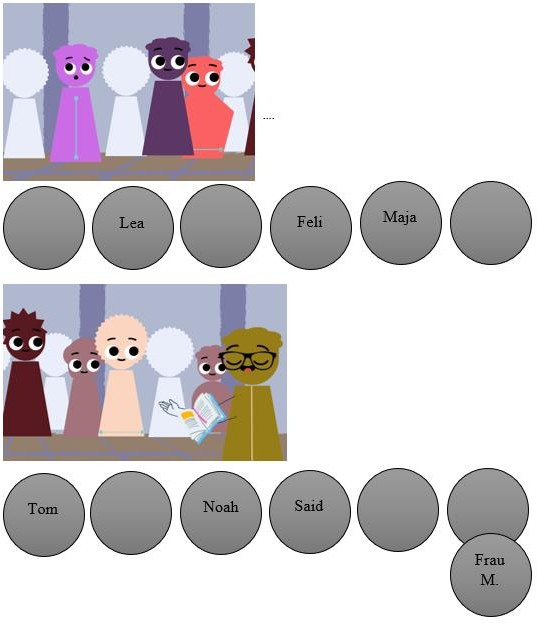 ....
Lea
Feli
Maja
Tom
Noah
Said
Frau
M.